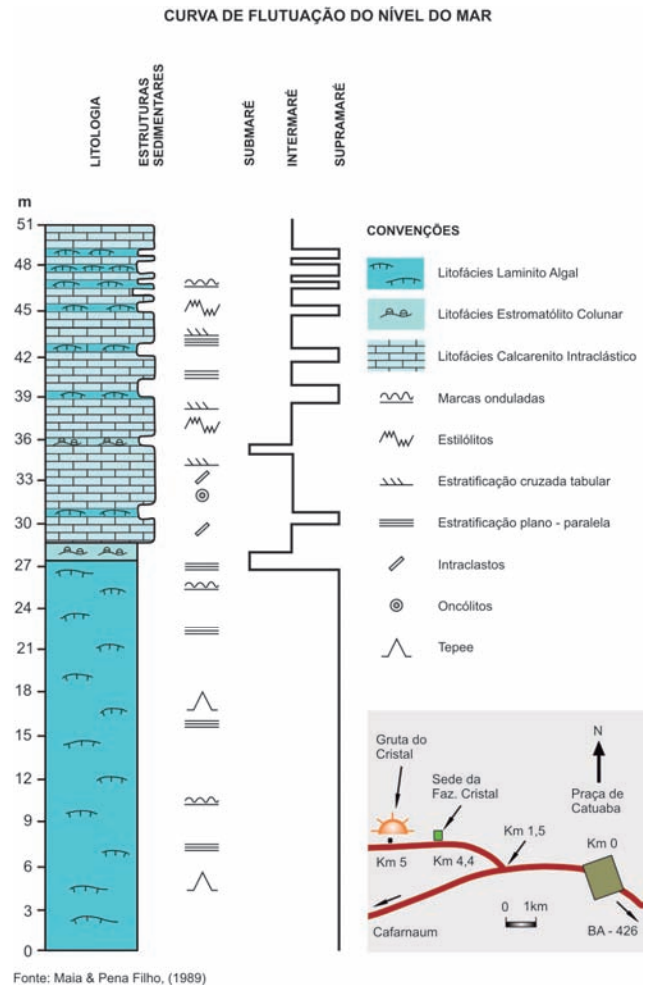 CURVA DE FLUTUAÇÃO DO NÍVEL DO MAR
LITOLOGIA
ESTRUTURAS
SEDIMENTARES
SUBMARÉ
INTERMARÉ
SUPRAMARÉ
m
51
48
45
42
39
36
33
30
27
24
21
18
15
12
9
6
3
0
CONVENÇÕES
Litofácies Laminito Algal
Litofácies Estromatólito Colunar
Litofácies Calcarenito Intraclástico
Marcas onduladas
Estilólitos
Estratificação cruzada tabular
Estratificação plano - paralela
Intraclastos
Oncólitos
Tepee
Gruta do
Cristal
Sede da
Faz. Cristal
N
Praça de
Catuaba
Km 5
Km 4,4
Km 1,5
Km 0
0 1km
Cafarnaum
BA - 426
Fonte: Maia & Pena Filho, (1989)